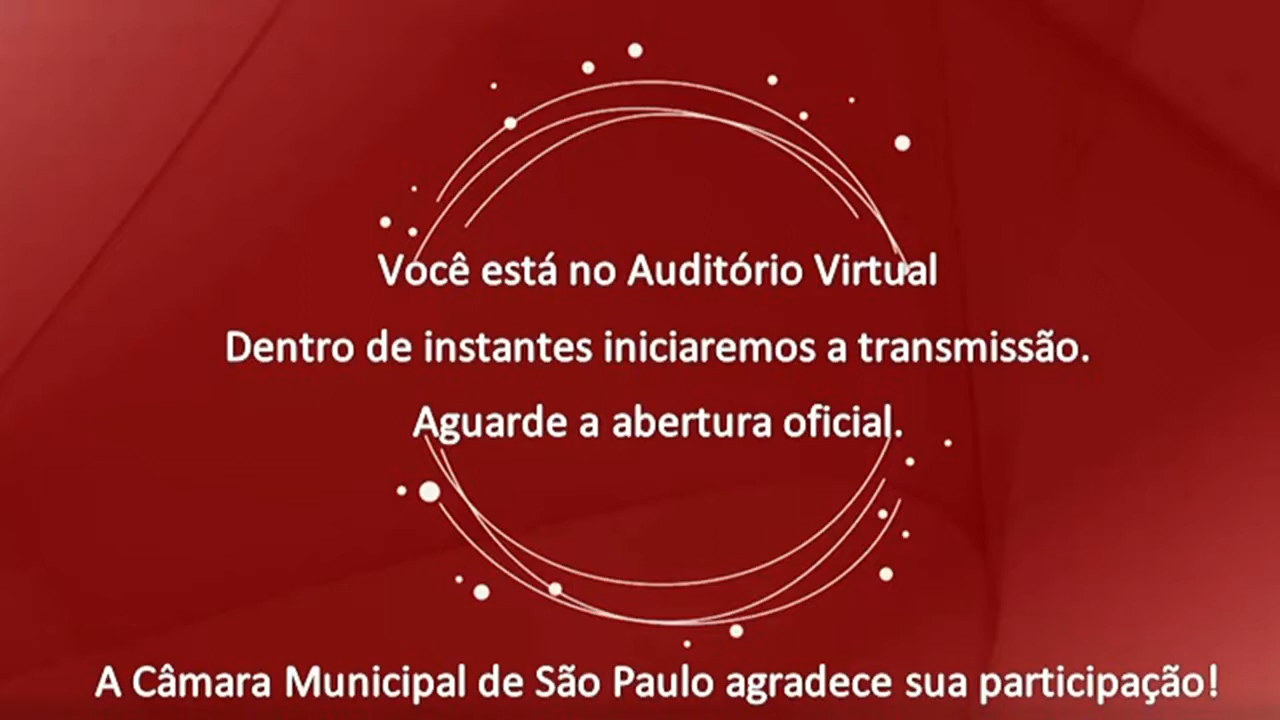 Você está no Auditório Virtual
Dentro de instantes iniciaremos a transmissão.
Aguarde a abertura oficial.
A Câmara Municipal de São Paulo agradece sua participação!